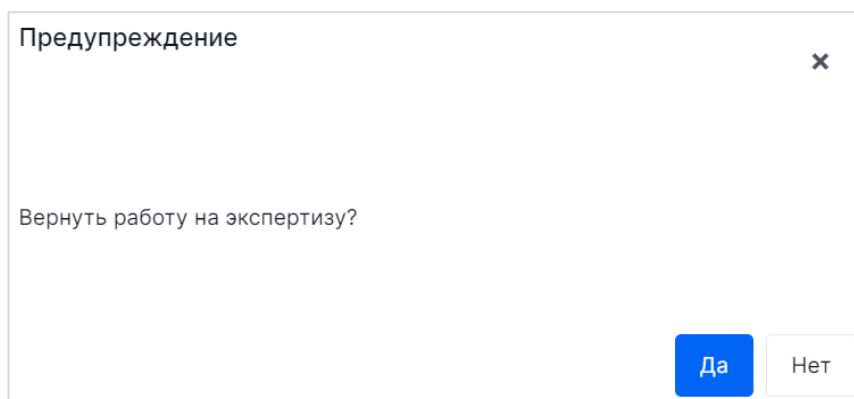 Предупреждение
×
Вернуть работу на экспертизу?
Да
Нет